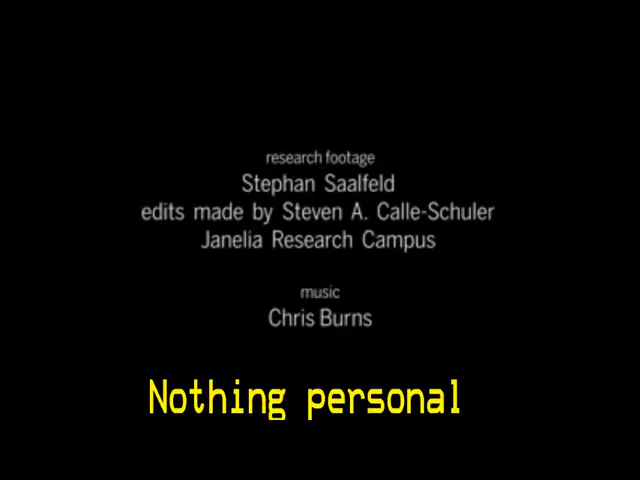 research footage
Stephan Saalfeld
edits made by Steven A. Calle-Schuler
Janelia Research Campus
music
Chris Burns
Nothing personal